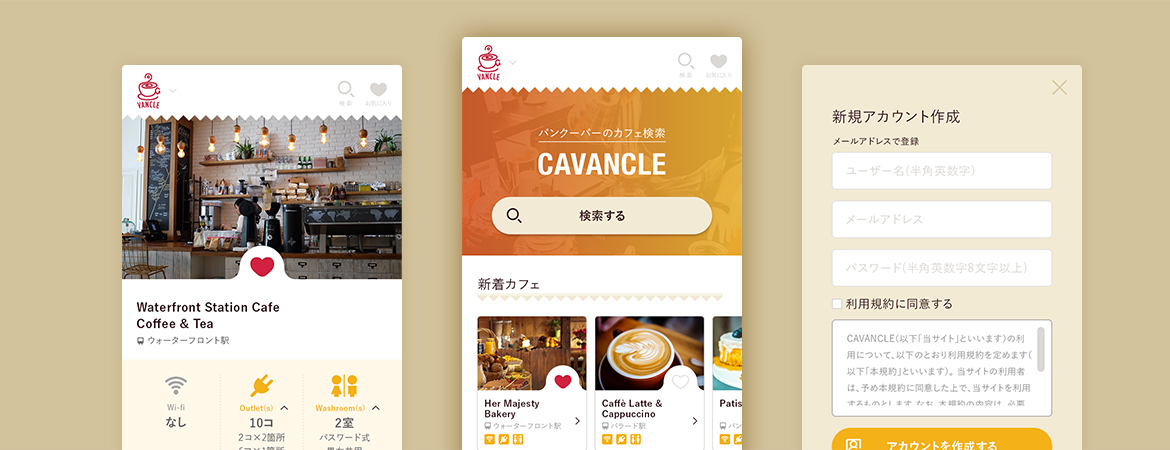 VANCLE
検索
お気に入り
Waterfront Station Cafe
Coffee & Tea
ウォーターフロント駅
Wi-fi
なし
Outlet(s)
10コ
2コ×2箇所
Washroom(s)
2室
パスワード式
VANCLE
検索
お気に入り
バンクーバーのカフェ検索
CAVANCLE
検索する
新着カフェ
Her Majesty
Bakery
ウォーターフロント駅
Caffè Latte &
Cappuccino
バラード駅
Patis
新規アカウント作成
メールアドレスで登録
ユーザー名(半角英数字)
メールアドレス
パスワード(半角英数字8文字以上)
利用規約に同意する
CAVANCLE(以下「当サイト」といいます)の利
用について、以下のとおり利用規約を定めます(
以下「本規約」といいます)。当サイトの利用者
は、予め本規約に同意した上で、当サイトを利用
するものとします。なお、本規約の内容は、必要
アカウントを作成する